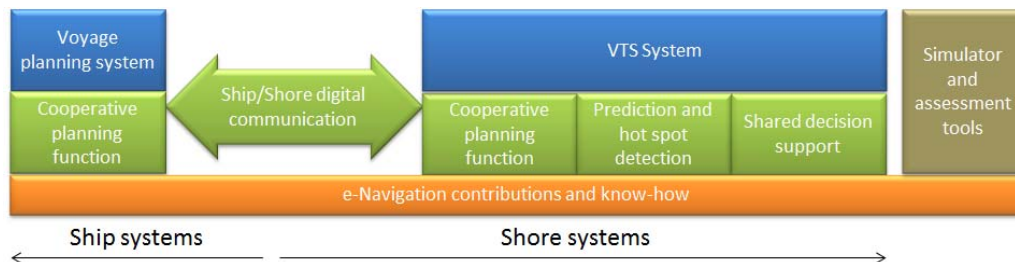 Voyage
planning system
Cooperative
planning
function
Ship/Shore digital
communication
VTS System
Cooperative
planning
function
Prediction and
hot spot
detection
Shared decision
support
Simulator
and
assessment
tools
e-Navigation contributions and know-how
Ship systems
Shore systems